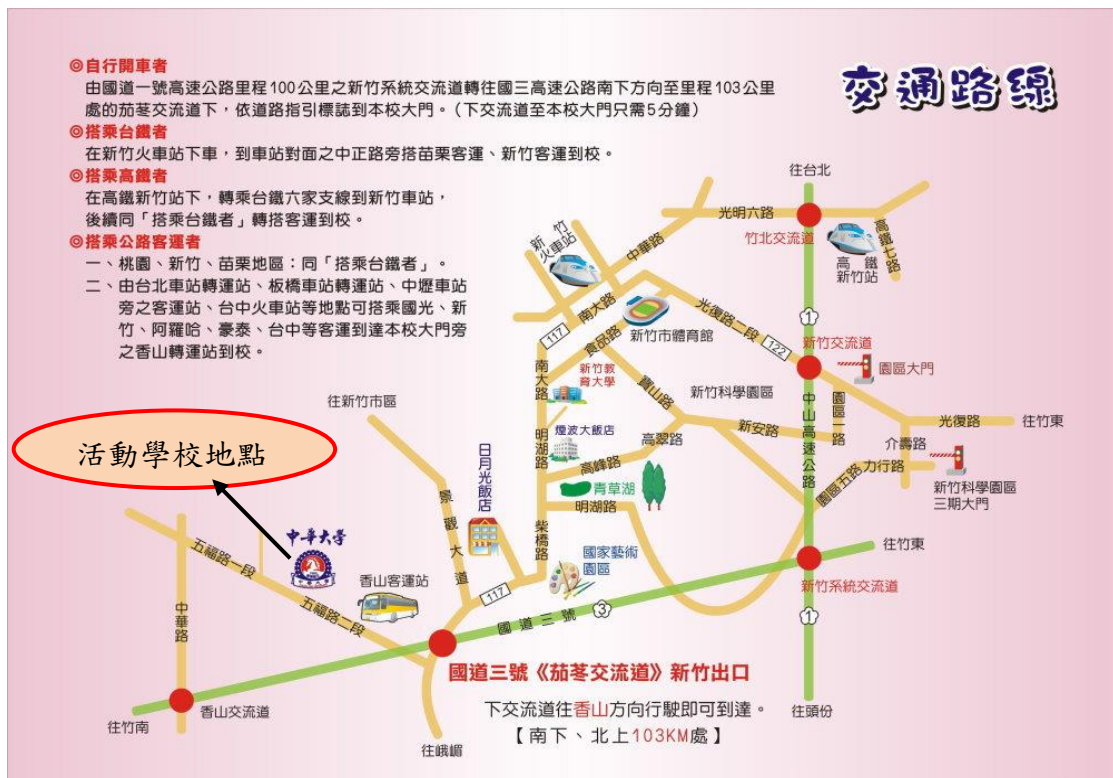 交通路線
◎自行開車者
由國道一號高速公路里程100公里之新竹系統交流道轉往國三高速公路南下方向至里程103公里
處的茄苳交流道下，依道路指引標誌到本校大門。(下交流道至本校大門只需5分鐘)
◎搭乘台鐵者
在新竹火車站下車，到車站對面之中正路旁搭苗栗客運、新竹客運到校。
◎搭乘高鐵者
在高鐵新竹站下，轉乘台鐵六家支線到新竹車站，
後續同「搭乘台鐵者」轉搭客運到校。
◎搭乘公路客運者
一、桃園、新竹、苗栗地區：同「搭乘台鐵者」。
二、由台北車站轉運站、板橋車站轉運站、中壢車站
旁之客運站、台中火車站等地點可搭乘國光、新
竹、阿羅哈、豪泰、台中等客運到達本校大門旁
之香山轉運站到校。
往台北
光明六路
竹北交流道
高鐵七路
高鐵
新竹站
新竹
火車站
中華路
南大路
117
食品路
新竹市體育館
光復路二段
122
1
新竹交流道
園區大門
南大路
新竹教
育大學
寶山路
新竹科學園區
中山高速公路
園區一路
光復路
往竹東
介壽路
往新竹市區
活動學校地點
明湖路
煙波大飯店
高翠路
新安路
力行路
園區五路
新竹科學園區
三期大門
日月光飯店
高峰路
青草湖
明湖路
景觀大道
柴橋路
國家藝術
園區
往竹東
新竹系統交流道
中華大學
五福路一段
香山客運站
117
五福路二段
中華路
國道三號
3
1
國道三號《茄苳交流道》新竹出口
香山交流道
往竹南
下交流道往香山方向行駛即可到達。
往頭份
【南下、北上103KM處】
往峨嵋